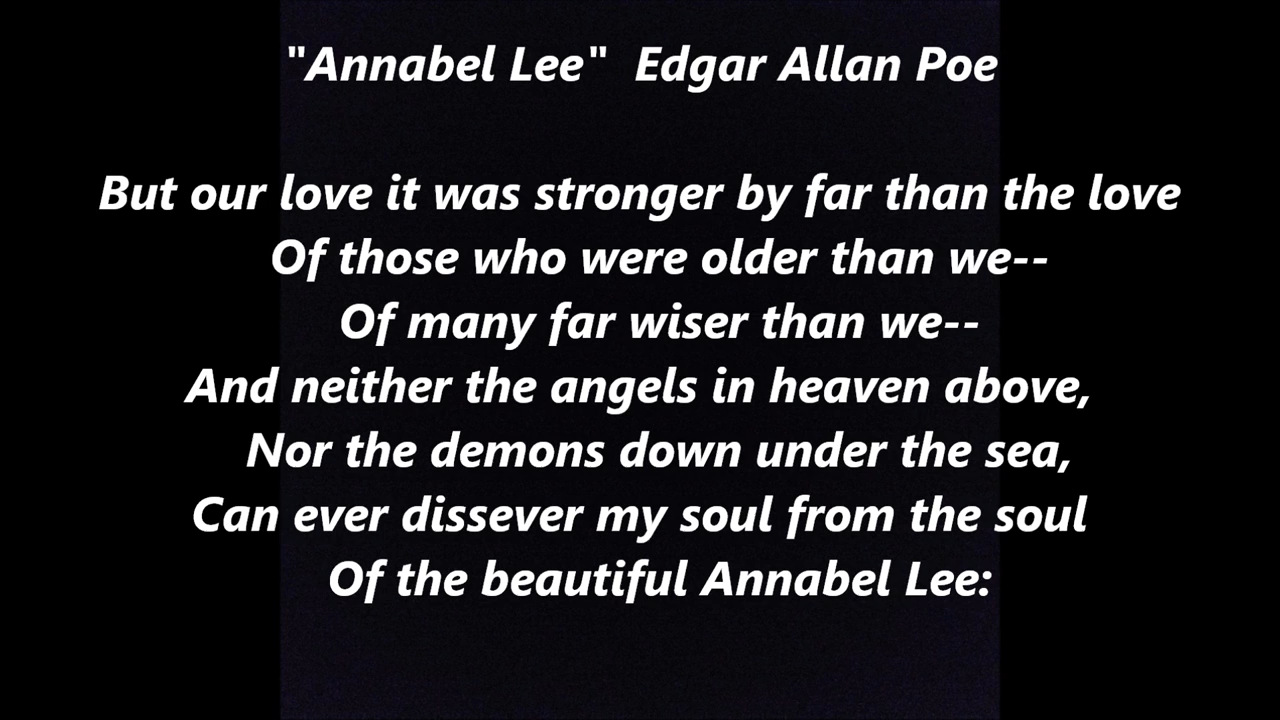 "Annabel Lee" Edgar Allan Poe
But our love it was stronger by far than the love
Of those who were older than we--
Of many far wiser than we--
And neither the angels in heaven above,
Nor the demons down under the sea,
Can ever dissever my soul from the soul
Of the beautiful Annabel Lee: